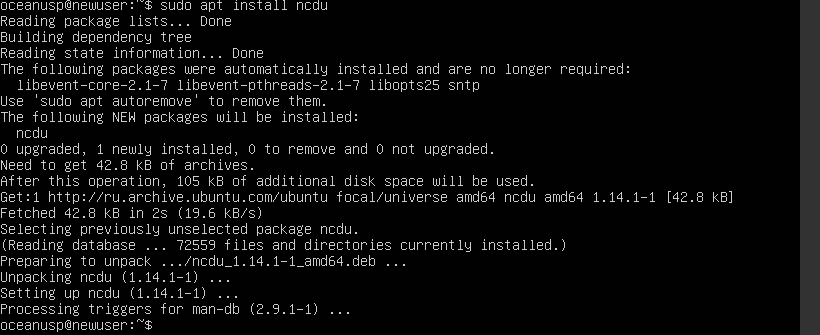 oceanusp@newuser:~$ sudo apt install ncdu
Reading package lists... Done
Building dependency tree
Reading state information... Done
The following packages were automatically installed and are no longer required:
  libevent-core-2.1-7 libevent-pthreads-2.1-7 libopts25 sntp
Use 'sudo apt autoremove' to remove them.
The following NEW packages will be installed:
  ncdu
0 upgraded, 1 newly installed, 0 to remove and 0 not upgraded.
Need to get 42.8 kB of archives.
After this operation, 105 kB of additional disk space will be used.
Get:1 http://ru.archive.ubuntu.com/ubuntu focal/universe amd64 ncdu amd64 1.14.1-1 [42.8 kB]
Fetched 42.8 kB in 2s (19.6 kB/s)
Selecting previously unselected package ncdu.
(Reading database ... 72559 files and directories currently installed.)
Preparing to unpack .../ncdu_1.14.1-1_amd64.deb ...
Unpacking ncdu (1.14.1-1) ...
Setting up ncdu (1.14.1-1) ...
Processing triggers for man-db (2.9.1-1) ...
oceanusp@newuser:~$